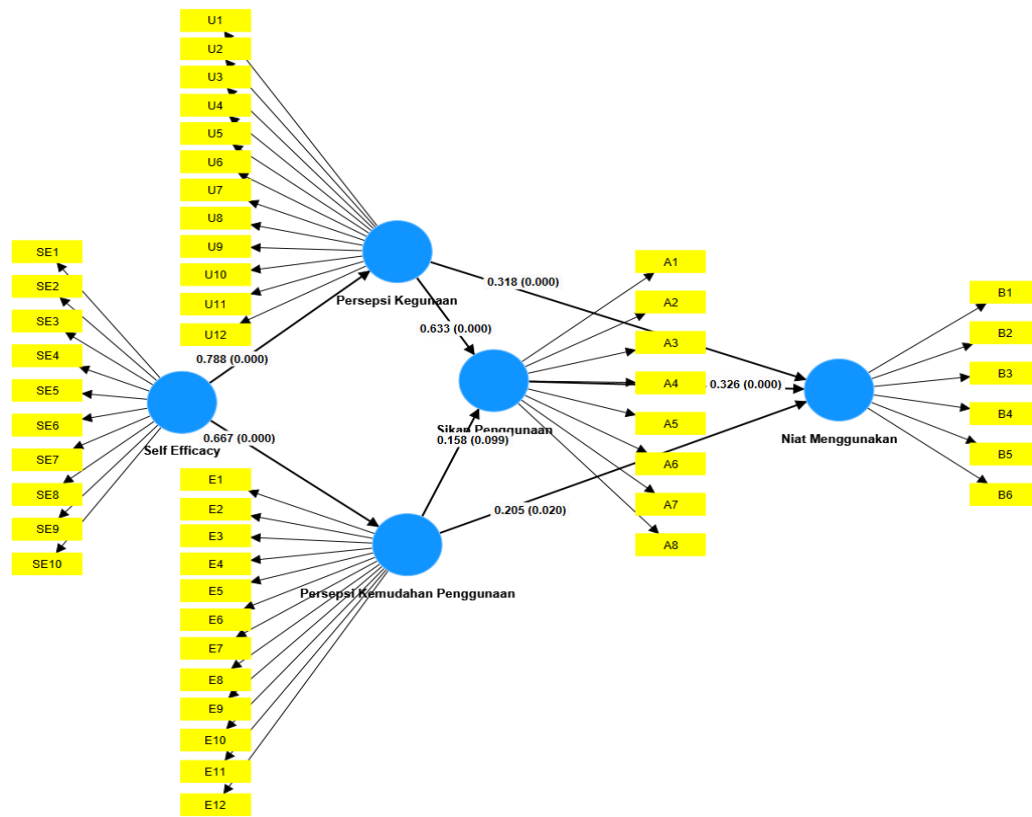 U1
U2
U3
U4
U5
U6
U7
U8
U9
U10
U11
U12
Persepsi Kegunaan
SE1
SE2
SE3
SE4
SE5
SE6
SE7
SE8
SE9
SE10
Self Efficacy
0.788 (0.000)
0.667 (0.000)
E1
E2
E3
E4
E5
E6
E7
E8
E9
E10
E11
E12
Persepsi Kemudahan Penggunaan
0.318 (0.000)
0.633 (0.000)
Sikap Penggunaan
0.158 (0.099)
0.326 (0.000)
0.205 (0.020)
A1
A2
A3
A4
A5
A6
A7
A8
Niat Menggunakan
B1
B2
B3
B4
B5
B6